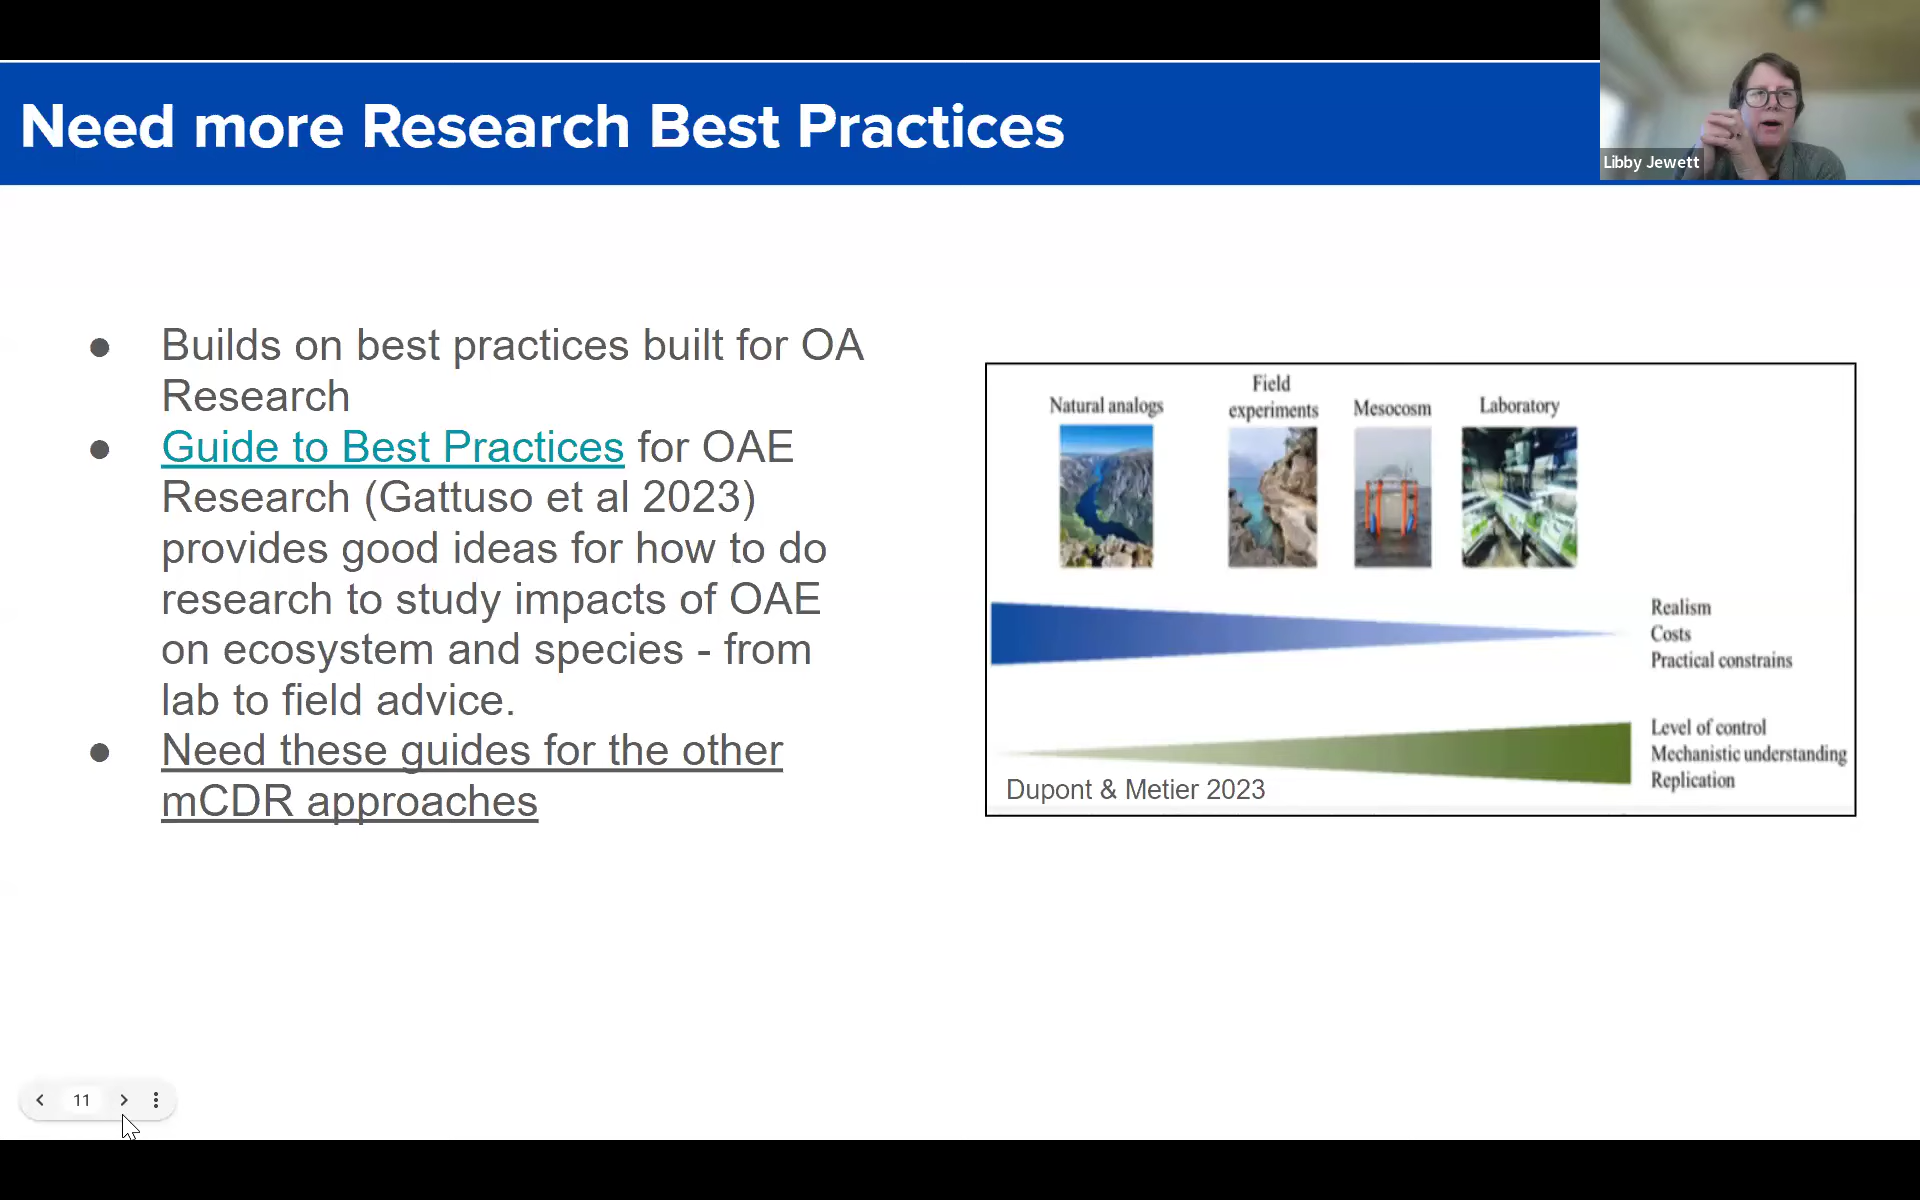 Need more Research Best Practices
Libby Jewett
● Builds on best practices built for OA
Research
● Guide to Best Practices for OAE
Research (Gattuso et al 2023)
provides good ideas for how to do
research to study impacts of OAE
on ecosystem and species - from
lab to field advice.
● Need these guides for the other
mCDR approaches
Natural analogs
Field
experiments
Mesocosm
Laboratory
Realism
Costs
Practical constrains
Level of control
Mechanistic understanding
Replication
Dupont & Metier 2023
11